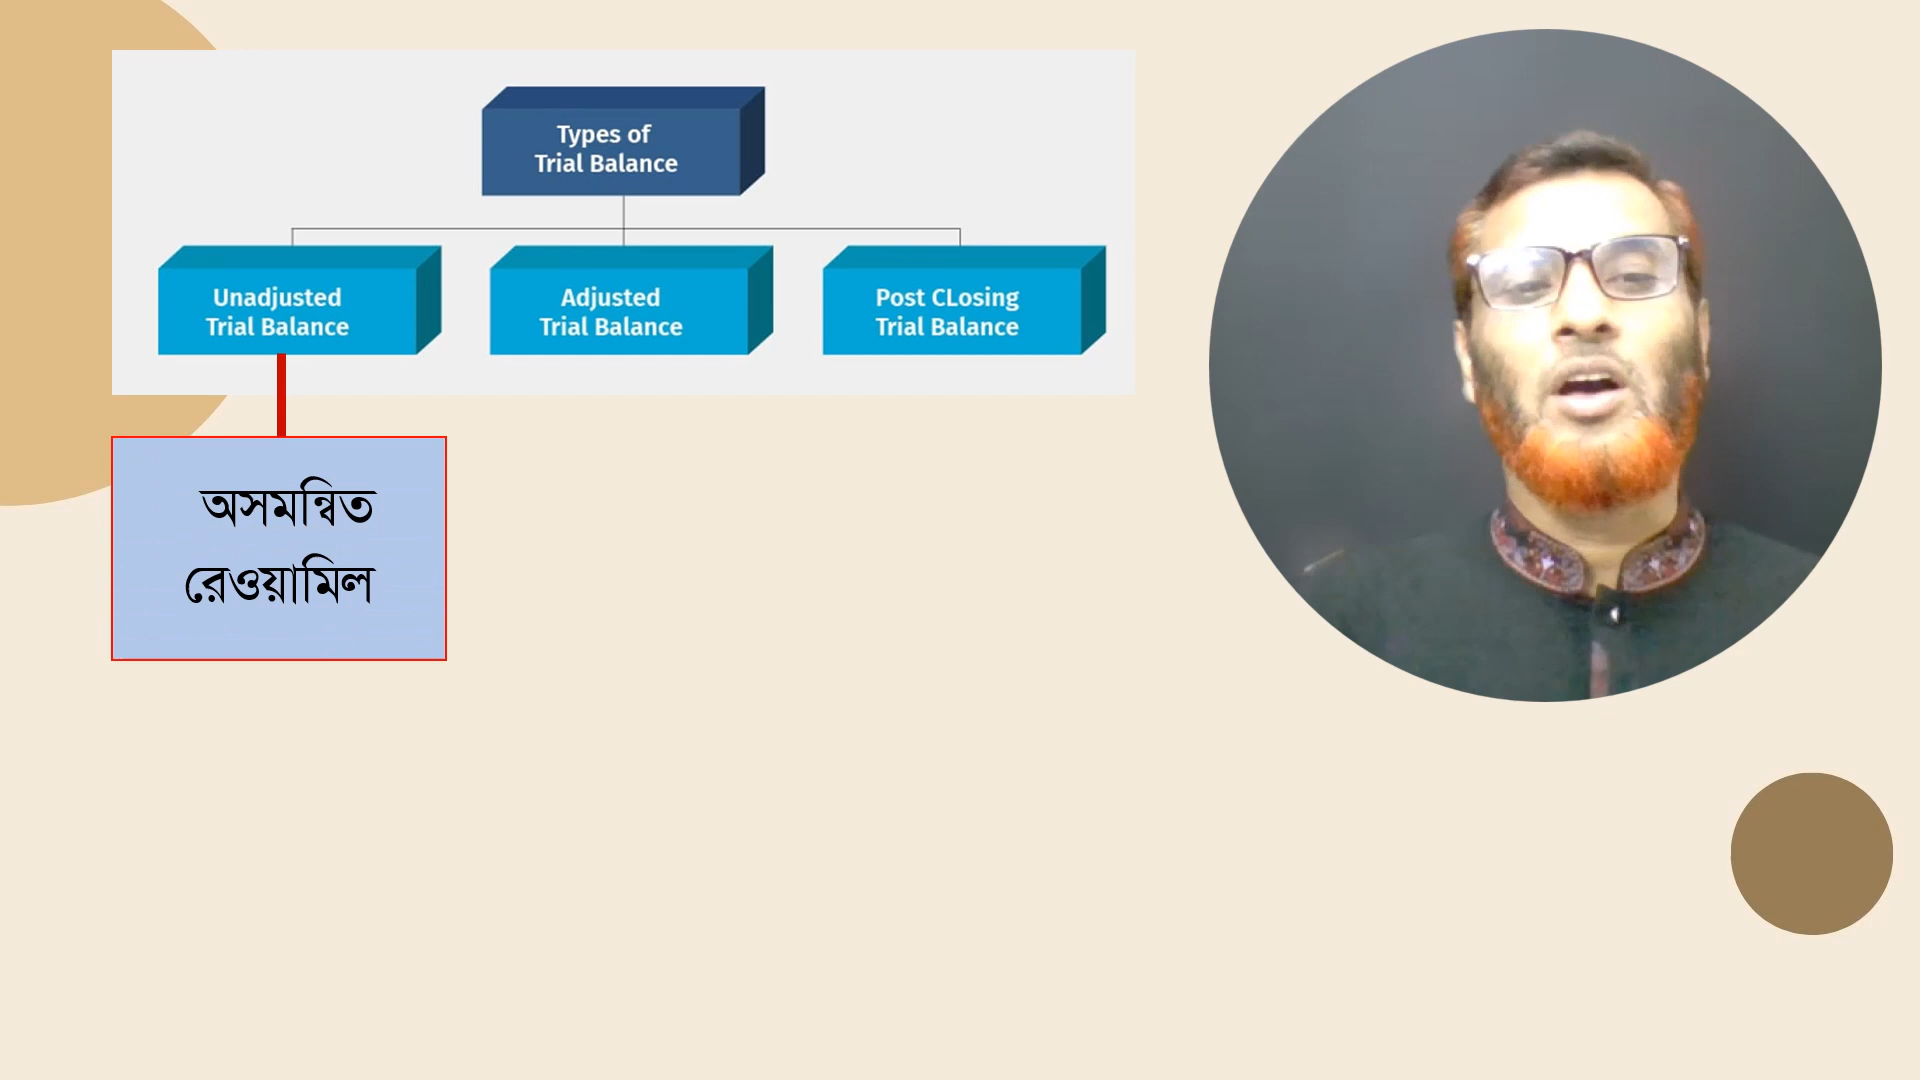 Types of
Trial Balance
Unadjusted
Trial Balance
Adjusted
Trial Balance
Post CLosing
Trial Balance
অসমন্বিত
রেওয়ামিল